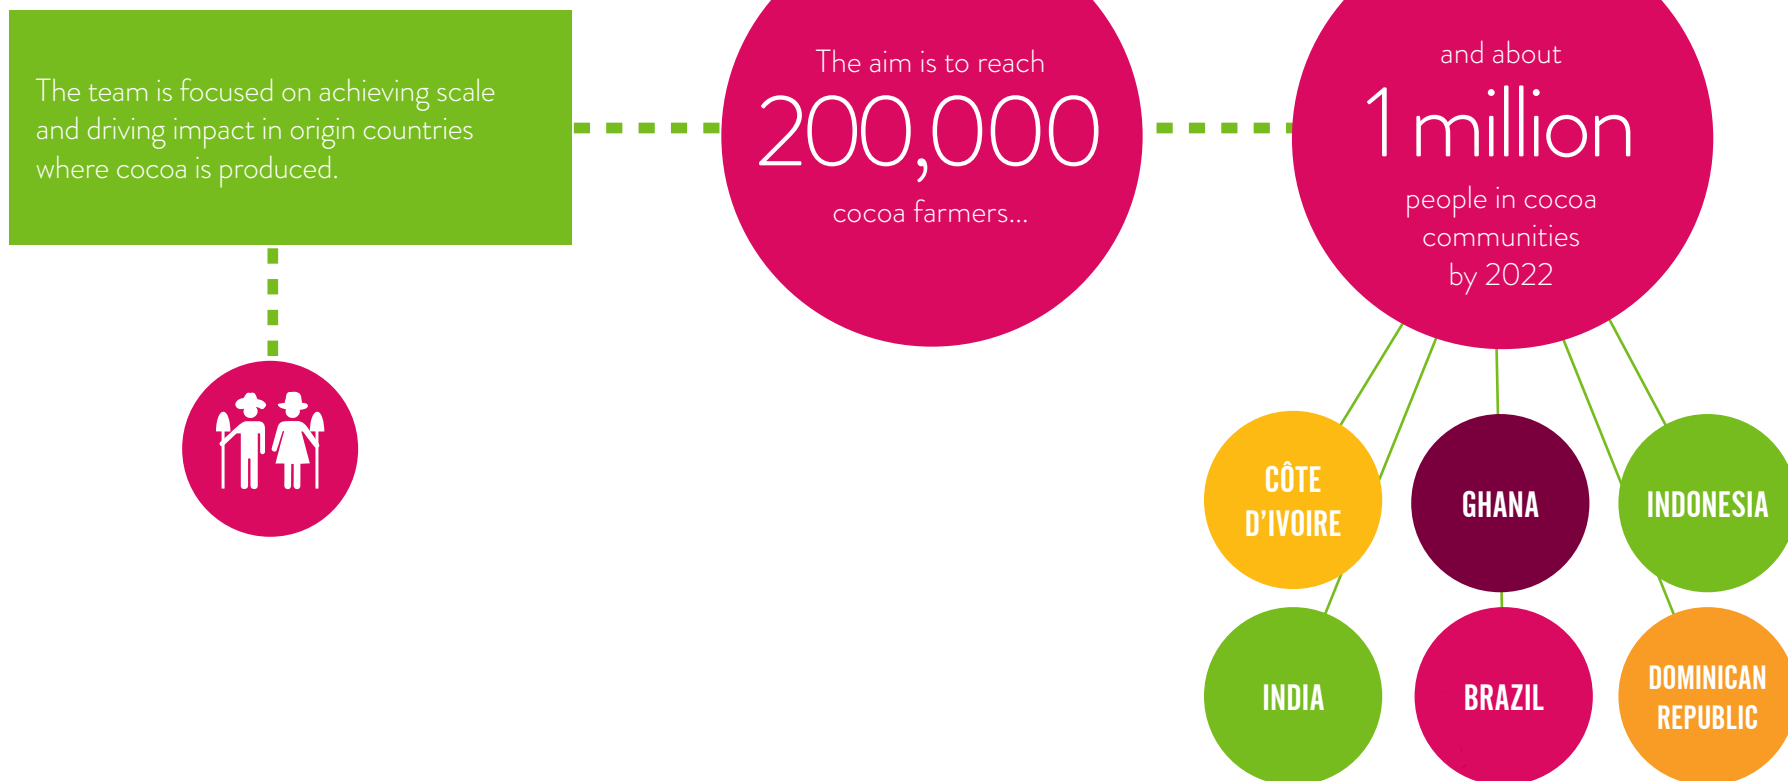 The team is focused on achieving scale
and driving impact in origin countries
where cocoa is produced.
The aim is to reach
200,000
cocoa farmers...
and about
1 million
people in cocoa
communities
by 2022
CÔTE
D’IVOIRE
GHANA
INDONESIA
INDIA
BRAZIL
DOMINICAN
REPUBLIC